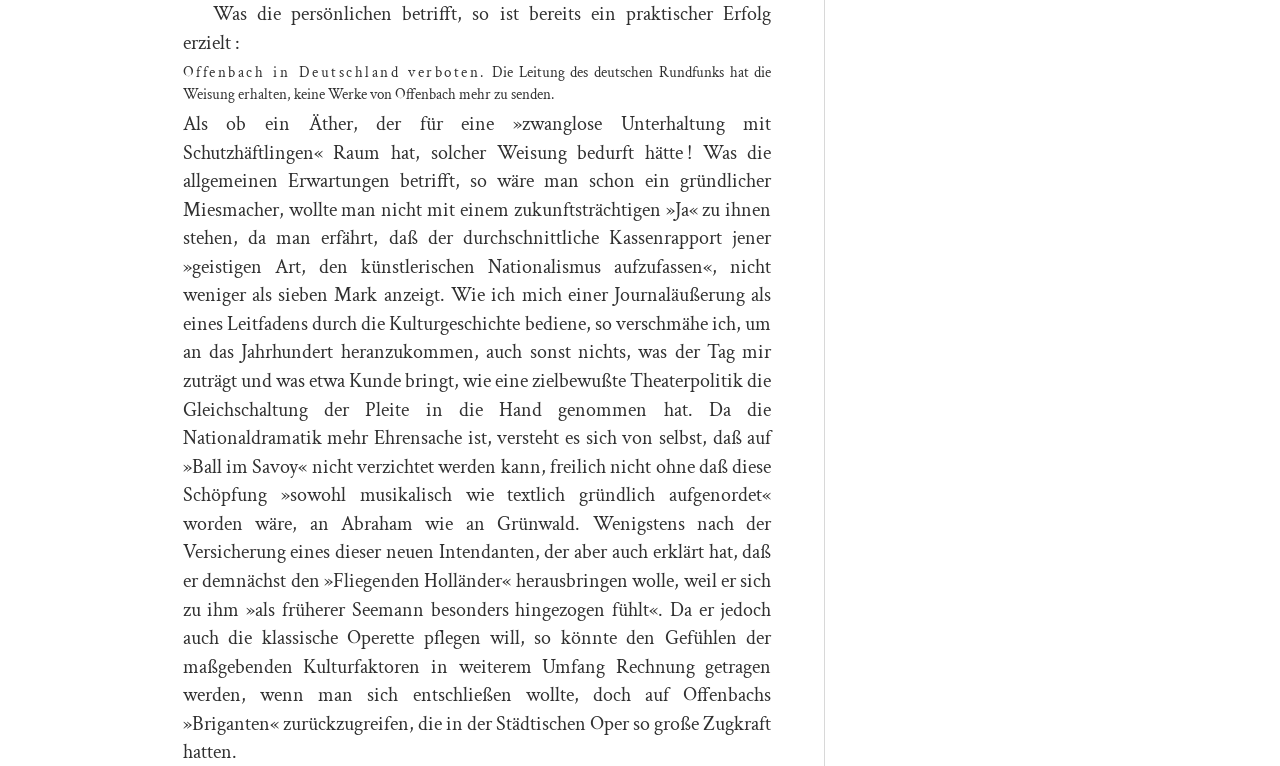 Was die persönlichen betrifft, so ist bereits ein praktischer Erfolg
erzielt :
Offenbach in Deutschland verboten. Die Leitung des deutschen Rundfunks hat die
Weisung erhalten, keine Werke von Offenbach mehr zu senden.
Als ob ein Äther, der für eine »zwanglose Unterhaltung mit
Schutzhäftlingen« Raum hat, solcher Weisung bedurft hätte ! Was die
allgemeinen Erwartungen betrifft, so wäre man schon ein gründlicher
Miesmacher, wollte man nicht mit einem zukunftsträchtigen »Ja« zu ihnen
stehen, da man erfährt, daß der durchschnittliche Kassenrapport jener
»geistigen Art, den künstlerischen Nationalismus aufzufassen«, nicht
weniger als sieben Mark anzeigt. Wie ich mich einer Journaläußerung als
eines Leitfadens durch die Kulturgeschichte bediene, so verschmähe ich, um
an das Jahrhundert heranzukommen, auch sonst nichts, was der Tag mir
zuträgt und was etwa Kunde bringt, wie eine zielbewußte Theaterpolitik die
Gleichschaltung der Pleite in die Hand genommen hat. Da die
Nationaldramatik mehr Ehrensache ist, versteht es sich von selbst, daß auf
»Ball im Savoy« nicht verzichtet werden kann, freilich nicht ohne daß diese
Schöpfung »sowohl musikalisch wie textlich gründlich aufgenordet«
worden wäre, an Abraham wie an Grünwald. Wenigstens nach der
Versicherung eines dieser neuen Intendanten, der aber auch erklärt hat, daß
er demnächst den »Fliegenden Holländer« herausbringen wolle, weil er sich
zu ihm »als früherer Seemann besonders hingezogen fühlt«. Da er jedoch
auch die klassische Operette pflegen will, so könnte den Gefühlen der
maßgebenden Kulturfaktoren in weiterem Umfang Rechnung getragen
werden, wenn man sich entschließen wollte, doch auf Offenbachs
»Briganten« zurückzugreifen, die in der Städtischen Oper so große Zugkraft
hatten.